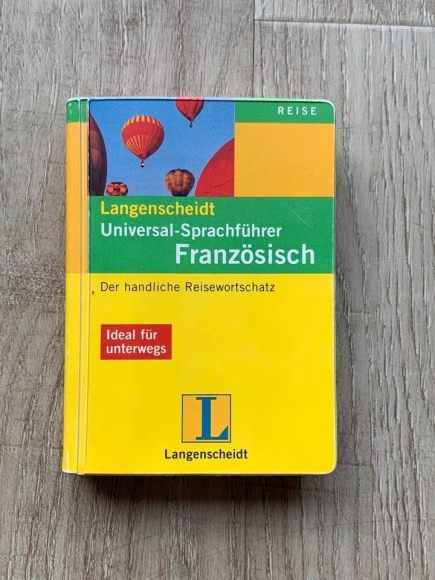 REISE
Langenscheidt
Universal-Sprachführer
Französisch
Der handliche Reisewortschatz
Ideal für
unterwegs
L
Langenscheidt